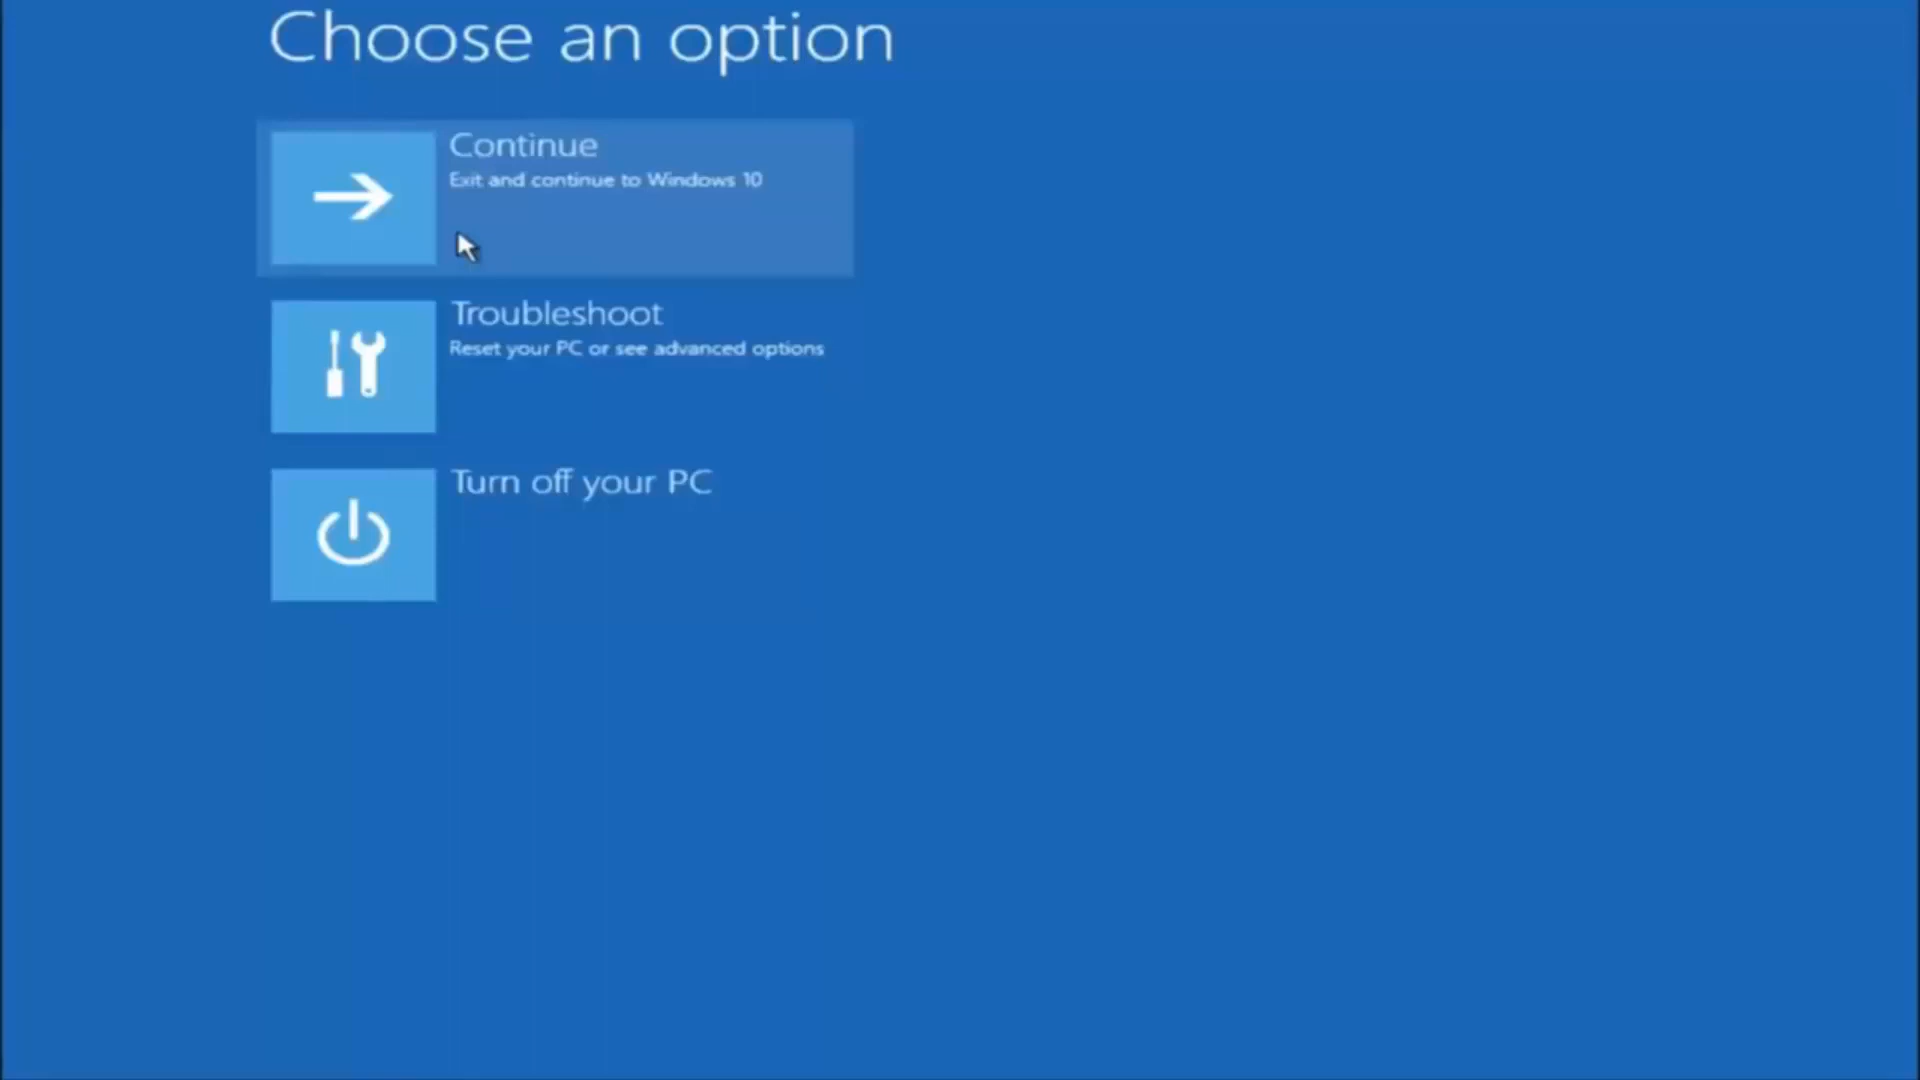 Choose an option
Continue
Exit and continue to Windows 10
Troubleshoot
Reset your PC or see advanced options
Turn off your PC